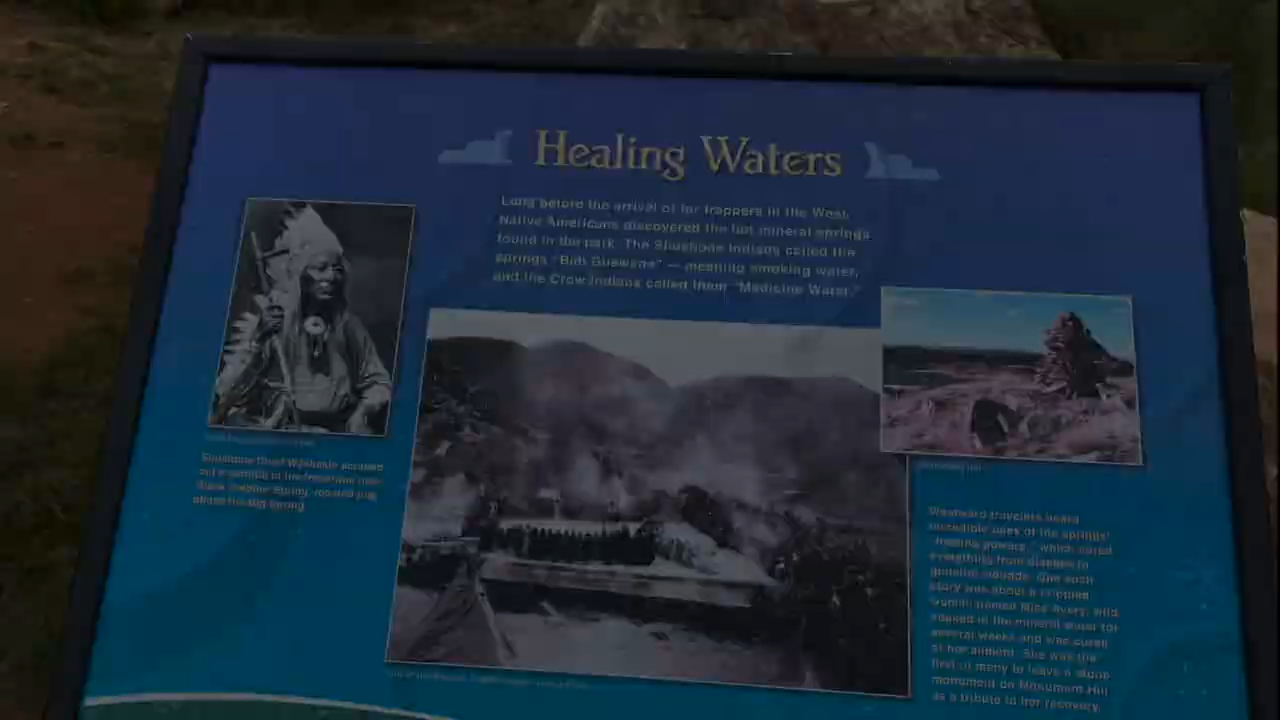 Healing Waters
Long before the arrival of fur trappers in the West,
Native Americans discovered the hot mineral springs
found in the park. The Shoshone Indians called the
springs "Bah Guewana" — meaning smoking water,
and the Crow Indians called them "Medicine Water."
Shoshone Chief Washakie
above the Big Spring.
Westward travelers heard
incredible tales of the springs'
"healing powers," which cured
everything from diseases to
gunshot wounds. One such
story was about a crippled
woman named Miss Avery, who
soaked in the mineral water for
several weeks and was cured
of her ailment. She was the
first of many to leave a stone
monument on Monument Hill
as a tribute to her recovery.